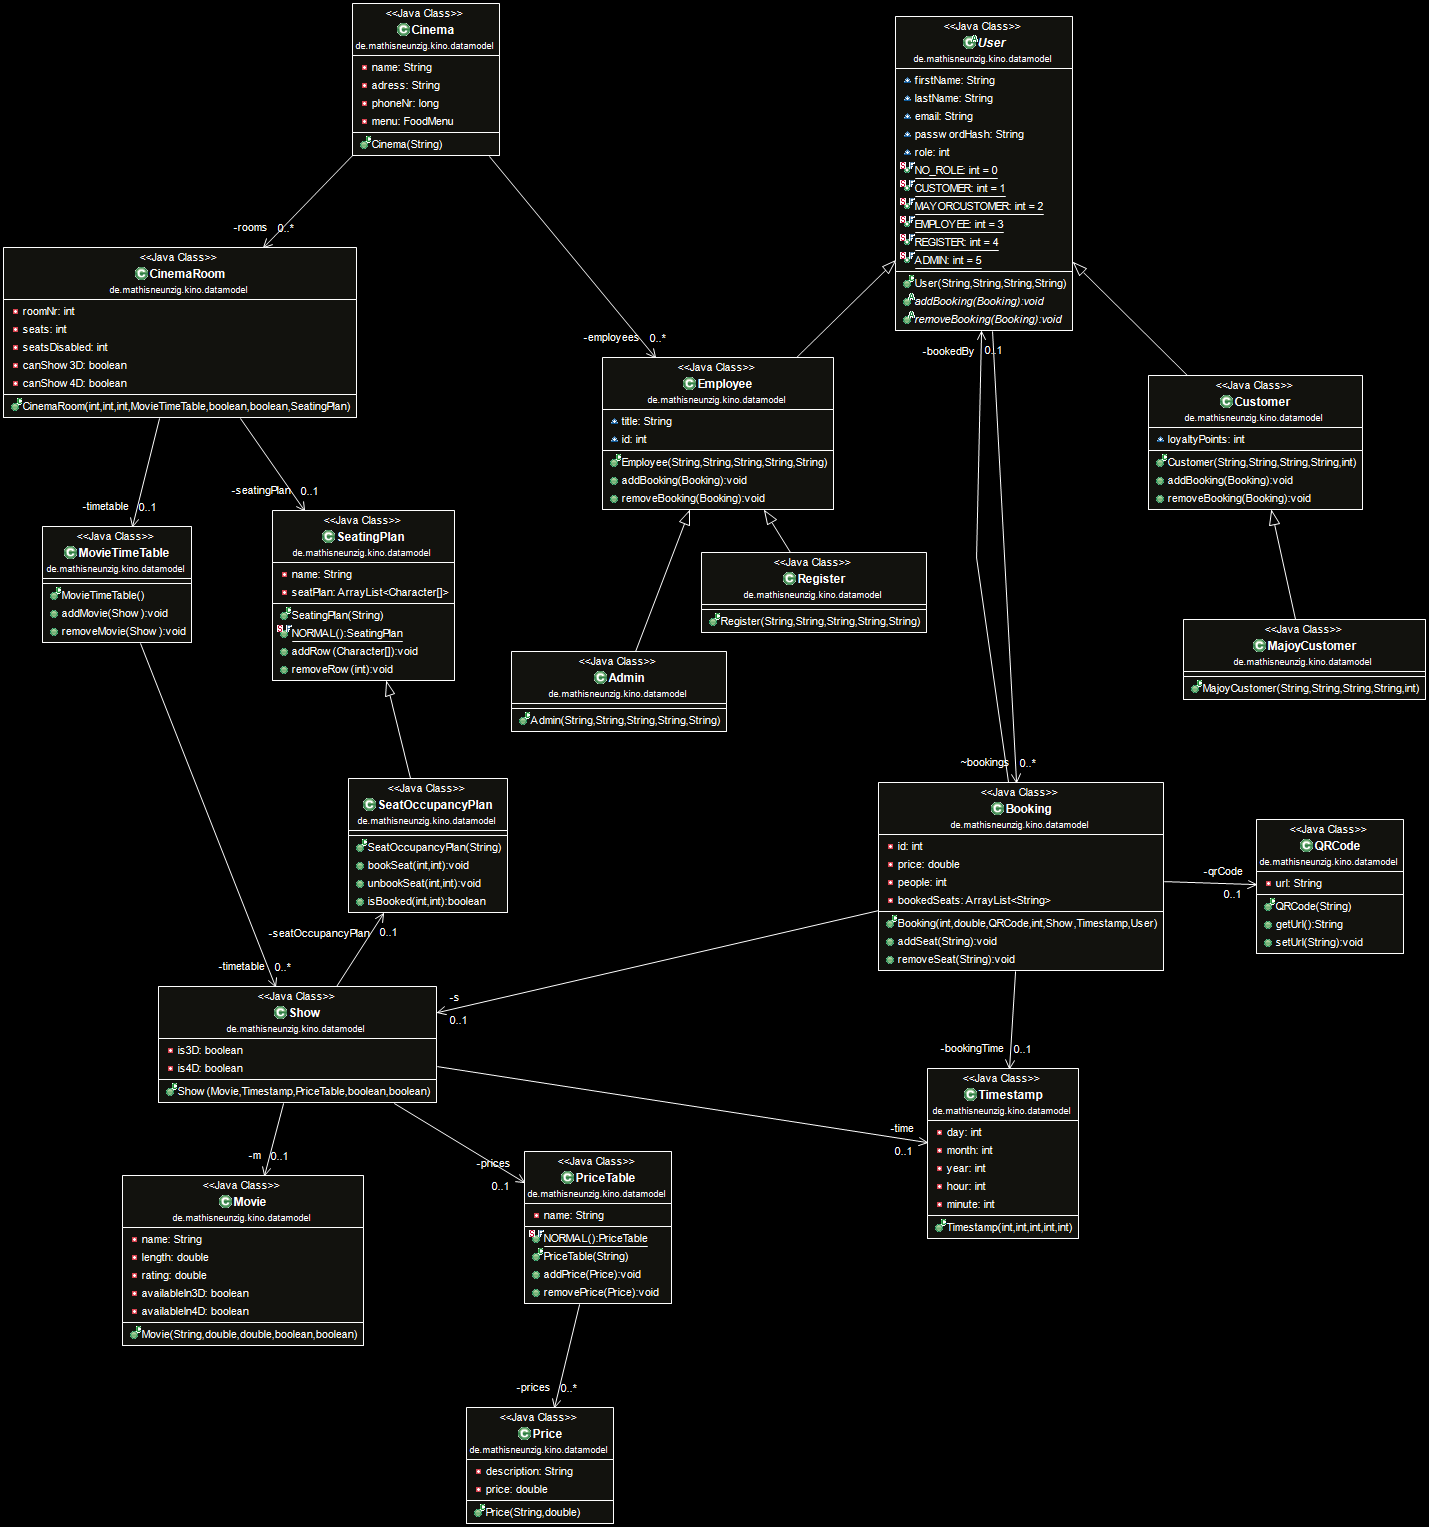 <<Java Class>>
Cinema
de.mathisneunzig.kino.datamodel
name: String
adress: String
phoneNr: long
menu: FoodMenu
Cinema(String)
<<Java Class>>
User
de.mathisneunzig.kino.datamodel
firstName: String
lastName: String
email: String
passwordHash: String
role: int
NO_ROLE: int = 0
CUSTOMER: int = 1
MAYORCUSTOMER: int = 2
EMPLOYEE: int = 3
REGISTER: int = 4
ADMIN: int = 5
User(String,String,String,String)
addBooking(Booking):void
removeBooking(Booking):void
-rooms 0..*
-employees 0..*
-bookedBy 0..1
<<Java Class>>
CinemaRoom
de.mathisneunzig.kino.datamodel
roomNr: int
seats: int
seatsDisabled: int
canShow3D: boolean
canShow4D: boolean
CinemaRoom(int,int,int,MovieTimeTable,boolean,boolean,SeatingPlan)
<<Java Class>>
Employee
de.mathisneunzig.kino.datamodel
title: String
id: int
Employee(String,String,String,String,String)
addBooking(Booking):void
removeBooking(Booking):void
<<Java Class>>
Customer
de.mathisneunzig.kino.datamodel
loyaltyPoints: int
Customer(String,String,String,String,int)
addBooking(Booking):void
removeBooking(Booking):void
-timetable 0..1
-seatingPlan 0..1
<<Java Class>>
MovieTimeTable
de.mathisneunzig.kino.datamodel
MovieTimeTable()
addMovie(Show):void
removeMovie(Show):void
<<Java Class>>
SeatingPlan
de.mathisneunzig.kino.datamodel
name: String
seatPlan: ArrayList<Character[]>
SeatingPlan(String)
NORMAL():SeatingPlan
addRow(Character[]):void
removeRow(int):void
<<Java Class>>
Register
de.mathisneunzig.kino.datamodel
Register(String,String,String,String,String)
<<Java Class>>
Admin
de.mathisneunzig.kino.datamodel
Admin(String,String,String,String,String)
<<Java Class>>
MajoyCustomer
de.mathisneunzig.kino.datamodel
MajoyCustomer(String,String,String,String,int)
~bookings 0..*
<<Java Class>>
SeatOccupancyPlan
de.mathisneunzig.kino.datamodel
SeatOccupancyPlan(String)
bookSeat(int,int):void
unbookSeat(int,int):void
isBooked(int,int):boolean
<<Java Class>>
Booking
de.mathisneunzig.kino.datamodel
id: int
price: double
people: int
bookedSeats: ArrayList<String>
Booking(int,double,QRCode,int,Show,Timestamp,User)
addSeat(String):void
removeSeat(String):void
-qrCode
0..1
<<Java Class>>
QRCode
de.mathisneunzig.kino.datamodel
url: String
QRCode(String)
getUrl():String
setUrl(String):void
-seatOccupancyPlan 0..1
-timetable 0..*
-s
0..1
<<Java Class>>
Show
de.mathisneunzig.kino.datamodel
is3D: boolean
is4D: boolean
Show(Movie,Timestamp,PriceTable,boolean,boolean)
-bookingTime 0..1
<<Java Class>>
Timestamp
de.mathisneunzig.kino.datamodel
day: int
month: int
year: int
hour: int
minute: int
Timestamp(int,int,int,int,int)
-time
0..1
-m 0..1
-prices
0..1
<<Java Class>>
Movie
de.mathisneunzig.kino.datamodel
name: String
length: double
rating: double
availableIn3D: boolean
availableIn4D: boolean
Movie(String,double,double,boolean,boolean)
<<Java Class>>
PriceTable
de.mathisneunzig.kino.datamodel
name: String
NORMAL():PriceTable
PriceTable(String)
addPrice(Price):void
removePrice(Price):void
-prices 0..*
<<Java Class>>
Price
de.mathisneunzig.kino.datamodel
description: String
price: double
Price(String,double)